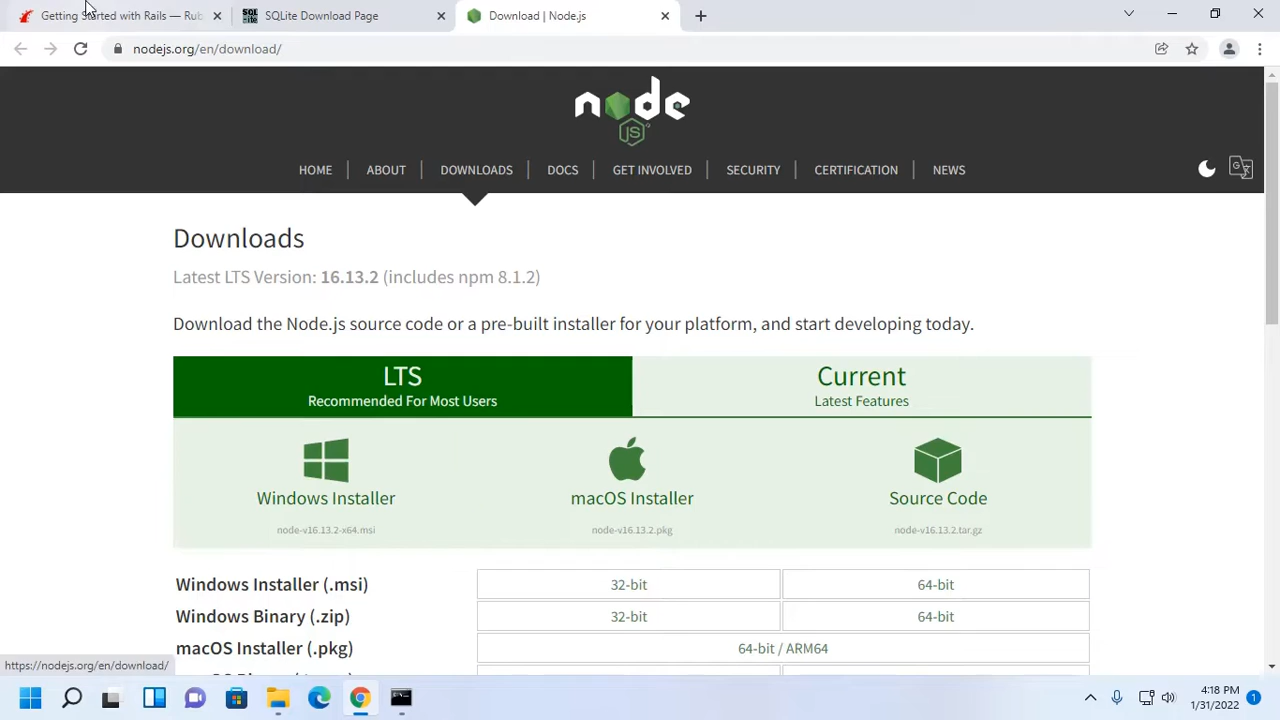 Getting Started with Rails — Rub
SQLite Download Page
Download | Node.js
nodejs.org/en/download/
node
JS
HOME
ABOUT
DOWNLOADS
DOCS
GET INVOLVED
SECURITY
CERTIFICATION
NEWS
Downloads
Latest LTS Version: 16.13.2 (includes npm 8.1.2)
Download the Node.js source code or a pre-built installer for your platform, and start developing today.
LTS
Recommended For Most Users
Current
Latest Features
Windows Installer
node-v16.13.2-x64.msi
macOS Installer
node-v16.13.2.pkg
Source Code
node-v16.13.2.tar.gz
Windows Installer (.msi) 32-bit 64-bit
Windows Binary (.zip) 32-bit 64-bit
macOS Installer (.pkg) 64-bit / ARM64
https://nodejs.org/en/download/
4:18 PM
1/31/2022
1